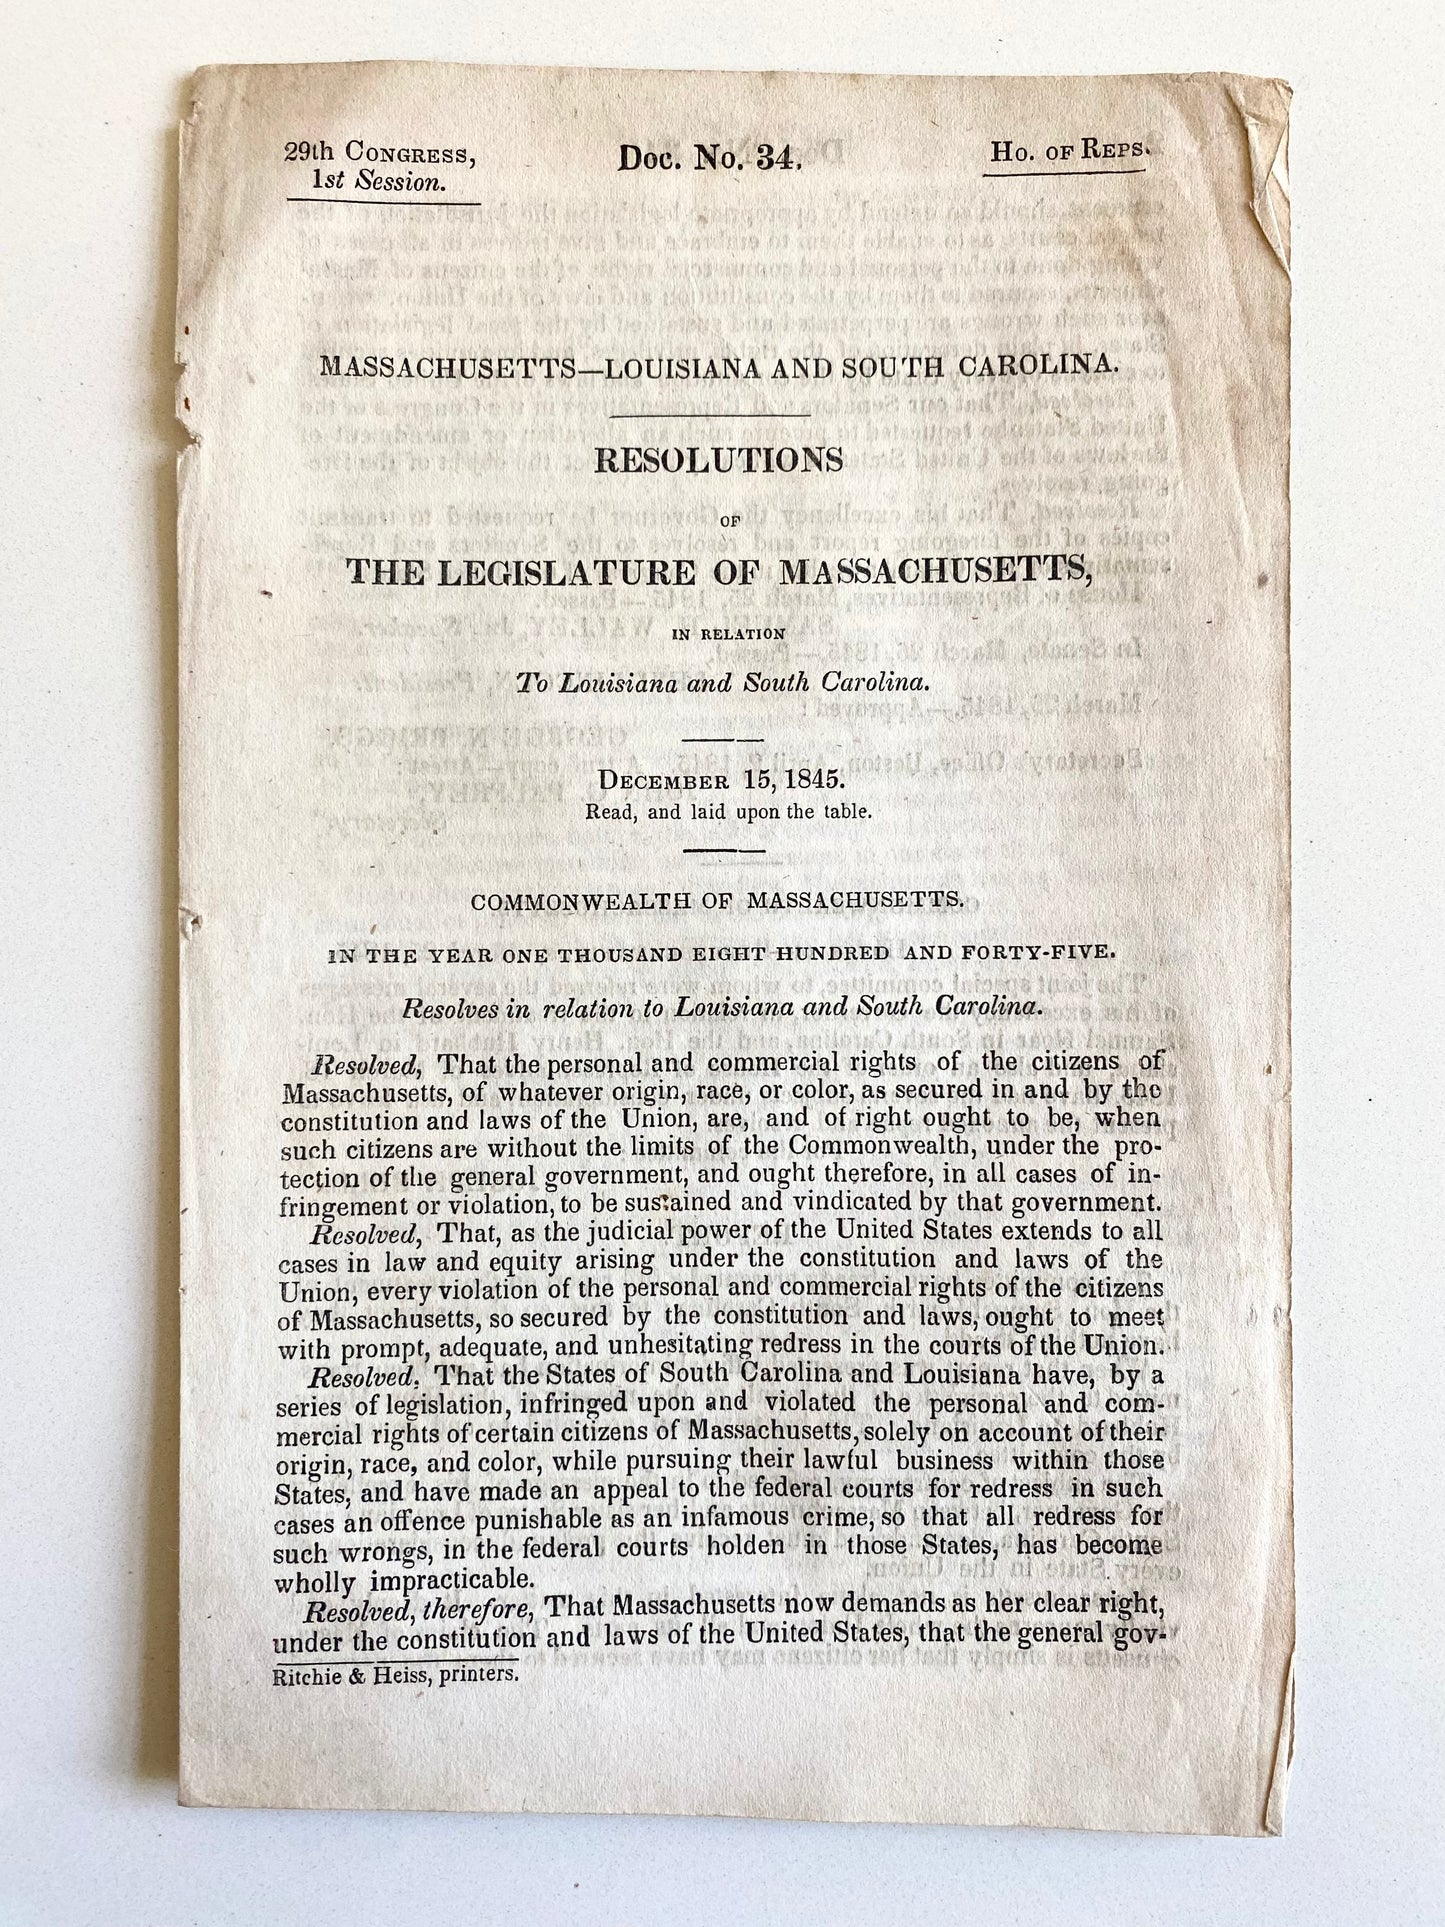 29th Congress,
1st Session.
Doc. No. 34.
Ho. of Reps.
MASSACHUSETTS—LOUISIANA AND SOUTH CAROLINA.
RESOLUTIONS
OF
THE LEGISLATURE OF MASSACHUSETTS,
IN RELATION
To Louisiana and South Carolina.
December 15, 1845.
Read, and laid upon the table.
COMMONWEALTH OF MASSACHUSETTS.
IN THE YEAR ONE THOUSAND EIGHT HUNDRED AND FORTY-FIVE.
Resolves in relation to Louisiana and South Carolina.
Resolved, That the personal and commercial rights of the citizens of
Massachusetts, of whatever origin, race, or color, as secured in and by the
constitution and laws of the Union, are, and of right ought to be, when
such citizens are without the limits of the Commonwealth, under the pro-
tection of the general government, and ought therefore, in all cases of in-
fringement or violation, to be sustained and vindicated by that government.
Resolved, That, as the judicial power of the United States extends to all
cases in law and equity arising under the constitution and laws of the
Union, every violation of the personal and commercial rights of the citizens
of Massachusetts, so secured by the constitution and laws, ought to meet
with prompt, adequate, and unhesitating redress in the courts of the Union.
Resolved, That the States of South Carolina and Louisiana have, by a
series of legislation, infringed upon and violated the personal and com-
mercial rights of certain citizens of Massachusetts, solely on account of their
origin, race, and color, while pursuing their lawful business within those
States, and have made an appeal to the federal courts for redress in such
cases an offence punishable as an infamous crime, so that all redress for
such wrongs, in the federal courts holden in those States, has become
wholly impracticable.
Resolved, therefore, That Massachusetts now demands as her clear right,
under the constitution and laws of the United States, that the general gov-
Ritchie & Heiss, printers.